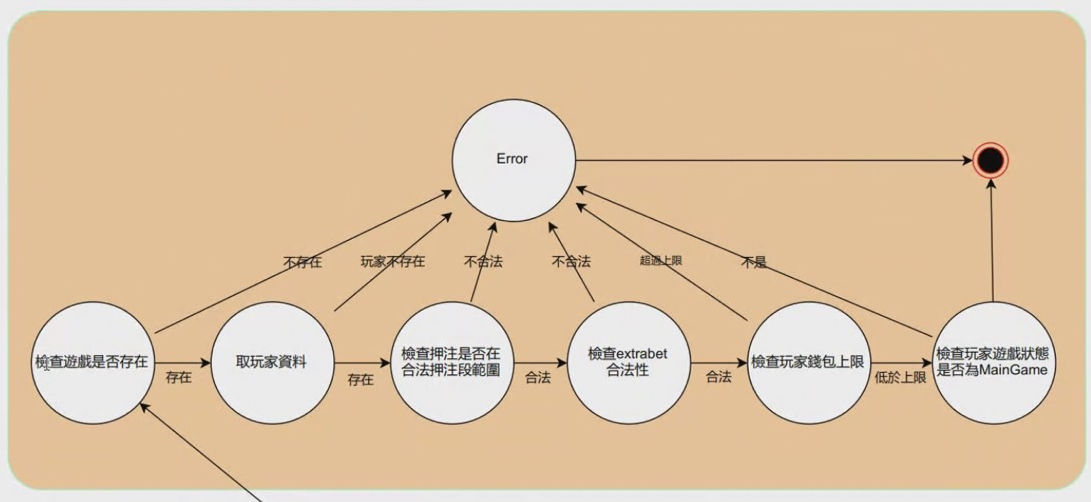 Error
不存在
玩家不存在
不合法
不合法
超過上限
不是
檢查遊戲是否存在
存在
取玩家資料
存在
檢查押注是否在
合法押注段範圍
合法
檢查extrabet
合法性
合法
檢查玩家錢包上限
低於上限
檢查玩家遊戲狀態
是否為MainGame